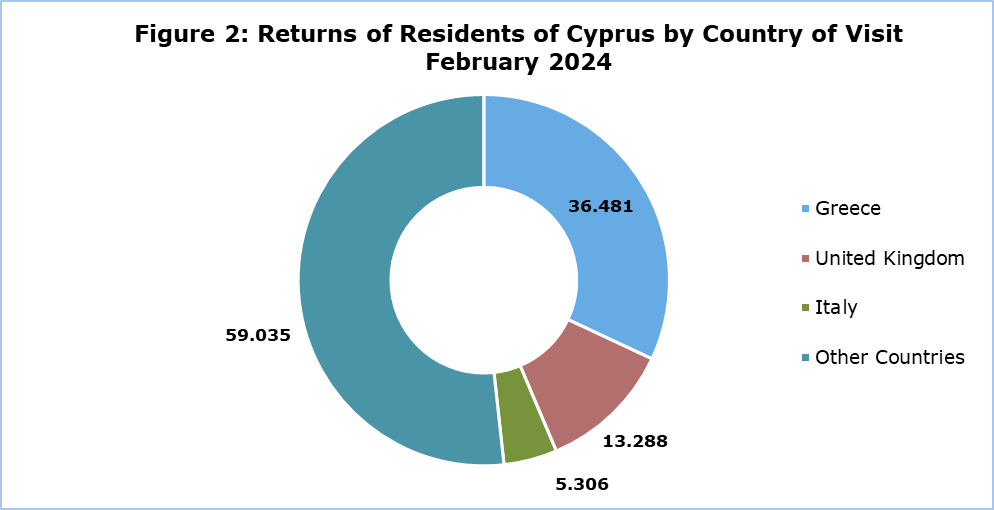 Figure 2: Returns of Residents of Cyprus by Country of Visit
February 2024
36.481
Greece
United Kingdom
Italy
59.035
Other Countries
13.288
5.306